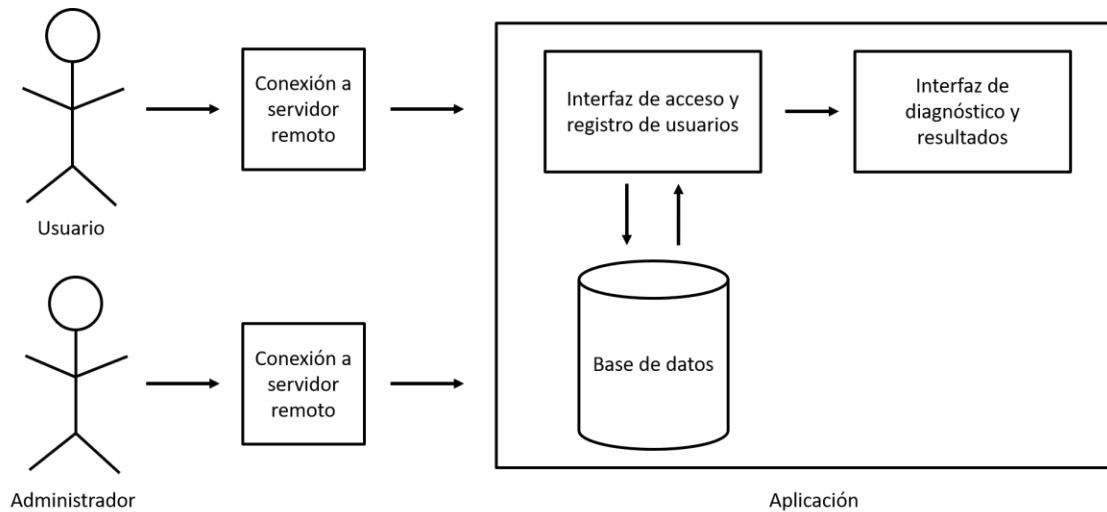 Conexión a
servidor
remoto
Interfaz de acceso y
registro de usuarios
Interfaz de
diagnóstico y
resultados
Usuario
Conexión a
servidor
remoto
Base de datos
Administrador
Aplicación